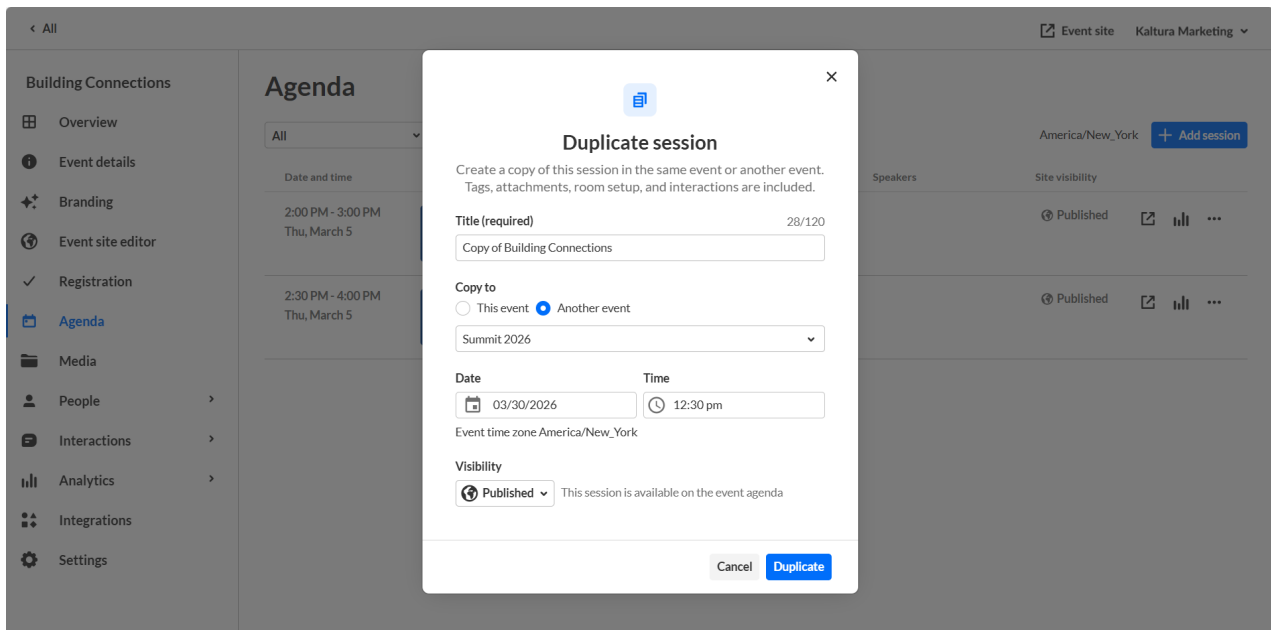 All
Event site
Kaltura Marketing
Building Connections
Overview
Event details
Branding
Event site editor
Registration
Agenda
Media
People
Interactions
Analytics
Integrations
Settings
Agenda
All
America/New_York
Add session
Date and time
Speakers
Site visibility
2:00 PM - 3:00 PM
Thu, March 5
Published
2:30 PM - 4:00 PM
Thu, March 5
Published
Duplicate session
Create a copy of this session in the same event or another event.
Tags, attachments, room setup, and interactions are included.
Title (required)
28/120
Copy of Building Connections
Copy to
This event
Another event
Summit 2026
Date
Time
03/30/2026
12:30 pm
Event time zone America/New_York
Visibility
Published
This session is available on the event agenda
Cancel
Duplicate